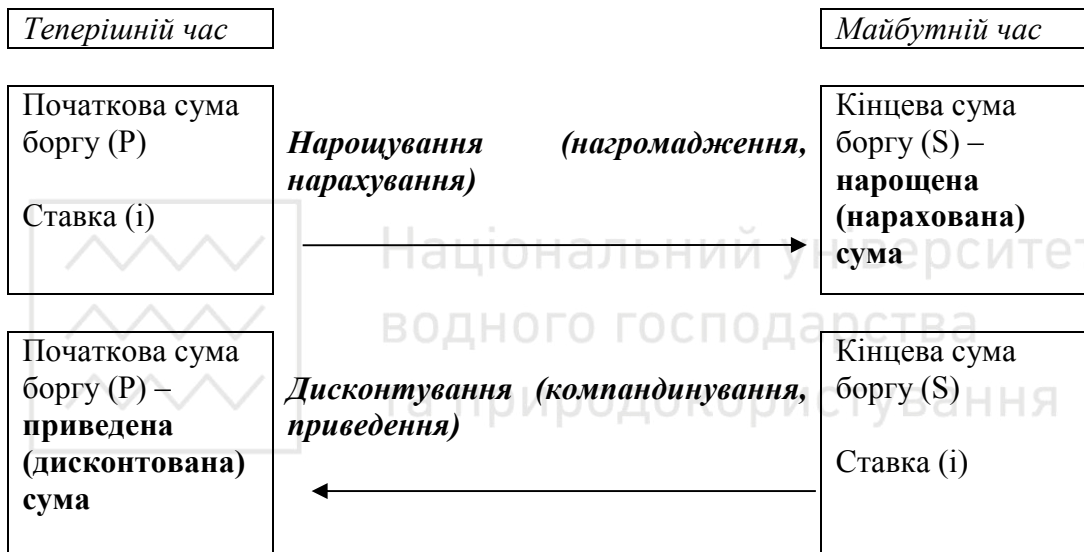 Теперішній час
Майбутній час
Початкова сума
боргу (P)
Ставка (i)
Нарощування (нагромадження,
нарахування)
Кінцева сума
боргу (S) –
нарощена
(нарахована)
сума
Початкова сума
боргу (P) –
приведена
(дисконтована)
сума
Дисконтування (компандинування,
приведення)
Кінцева сума
боргу (S)
Ставка (i)
Національний університет
водного господарства
та природокористування